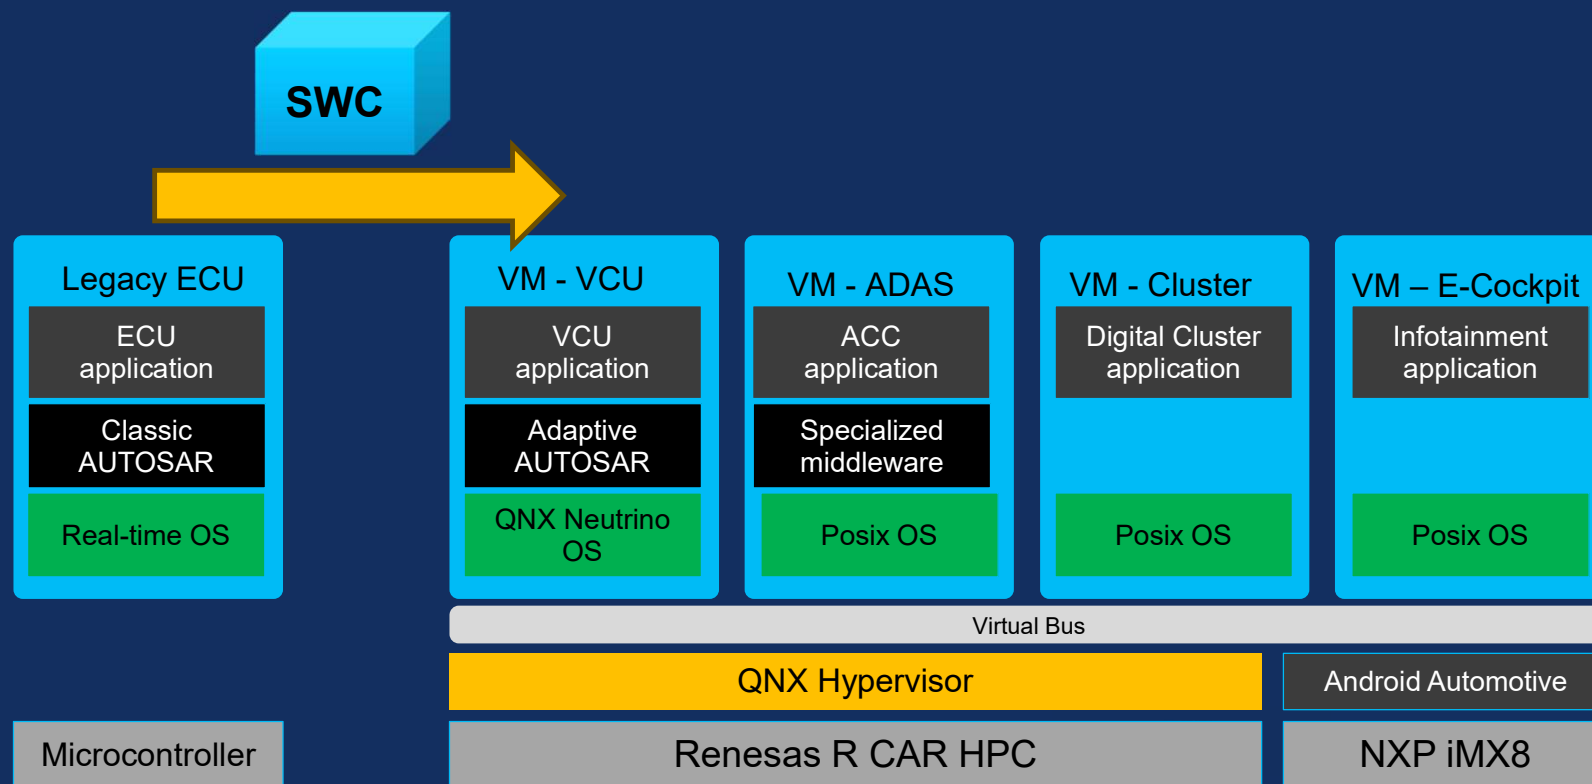 SWC
Legacy ECU
ECU
application
Classic
AUTOSAR
Real-time OS
Microcontroller
VM - VCU
VCU
application
Adaptive
AUTOSAR
QNX Neutrino
OS
VM - ADAS
ACC
application
Specialized
middleware
Posix OS
VM - Cluster
Digital Cluster
application
Posix OS
VM – E-Cockpit
Infotainment
application
Posix OS
Virtual Bus
QNX Hypervisor
Android Automotive
Renesas R CAR HPC
NXP iMX8